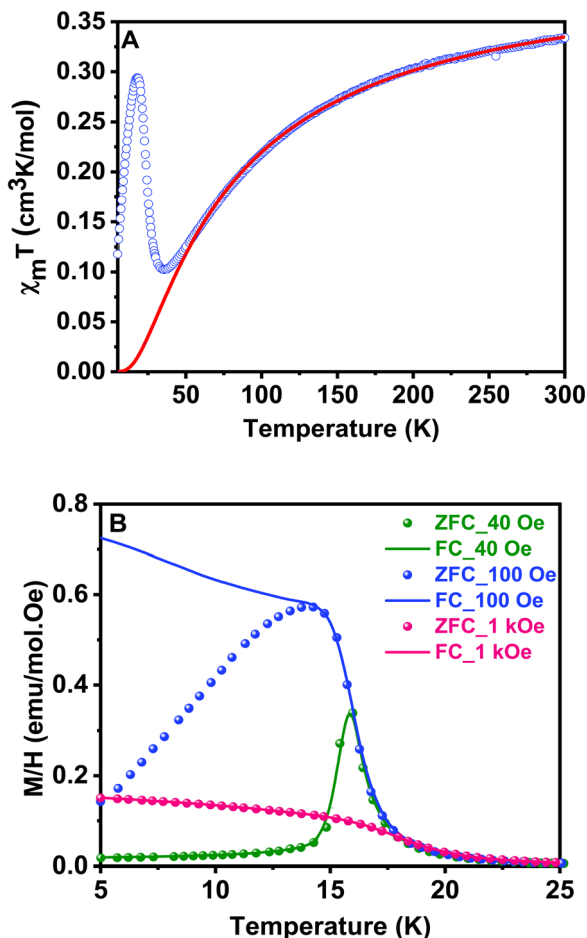 A
χmT (cm³K/mol)
0.35
0.30
0.25
0.20
0.15
0.10
0.05
0.00
50 100 150 200 250 300
Temperature (K)
B
M/H (emu/mol.Oe)
0.8
0.6
0.4
0.2
0.0
ZFC_40 Oe
FC_40 Oe
ZFC_100 Oe
FC_100 Oe
ZFC_1 kOe
FC_1 kOe
5 10 15 20 25
Temperature (K)